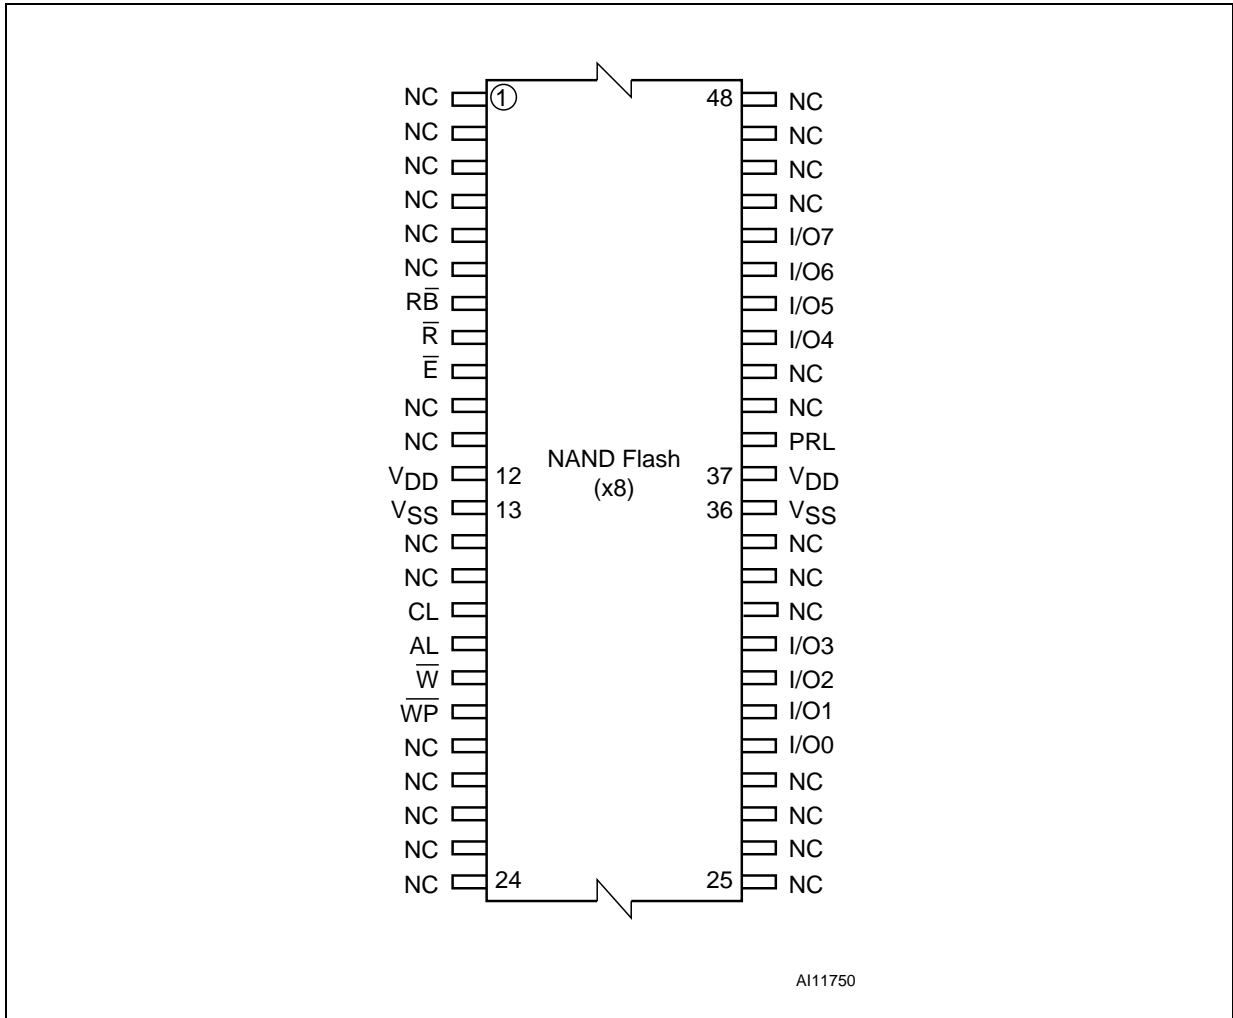 NC 1 48 NC
NC NC
NC NC
NC NC
NC I/O7
NC I/O6
RB̅ I/O5
R̅ I/O4
E̅ NC
NC NC
NC PRL
NAND Flash
(x8)
VDD 12 37 VDD
VSS 13 36 VSS
NC NC
NC NC
CL NC
AL I/O3
W̅ I/O2
W̅P̅ I/O1
NC I/O0
NC NC
NC NC
NC NC
NC 24 25 NC
AI11750